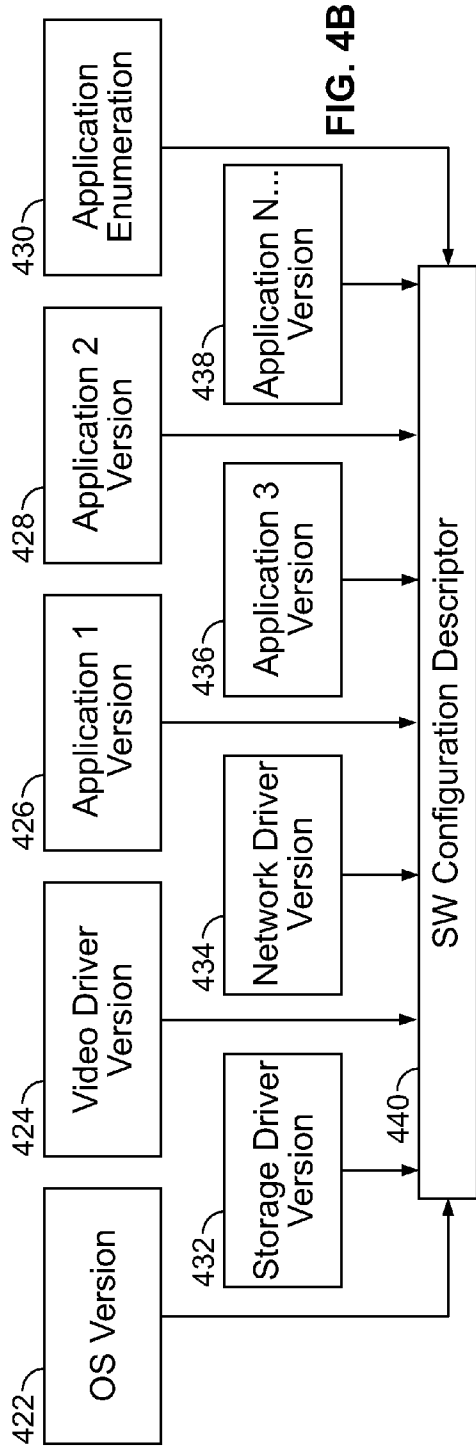 422
OS Version
424
Video Driver
Version
426
Application 1
Version
428
Application 2
Version
430
Application
Enumeration
432
Storage Driver
Version
434
Network Driver
Version
436
Application 3
Version
438
Application N...
Version
440
SW Configuration Descriptor
FIG. 4B